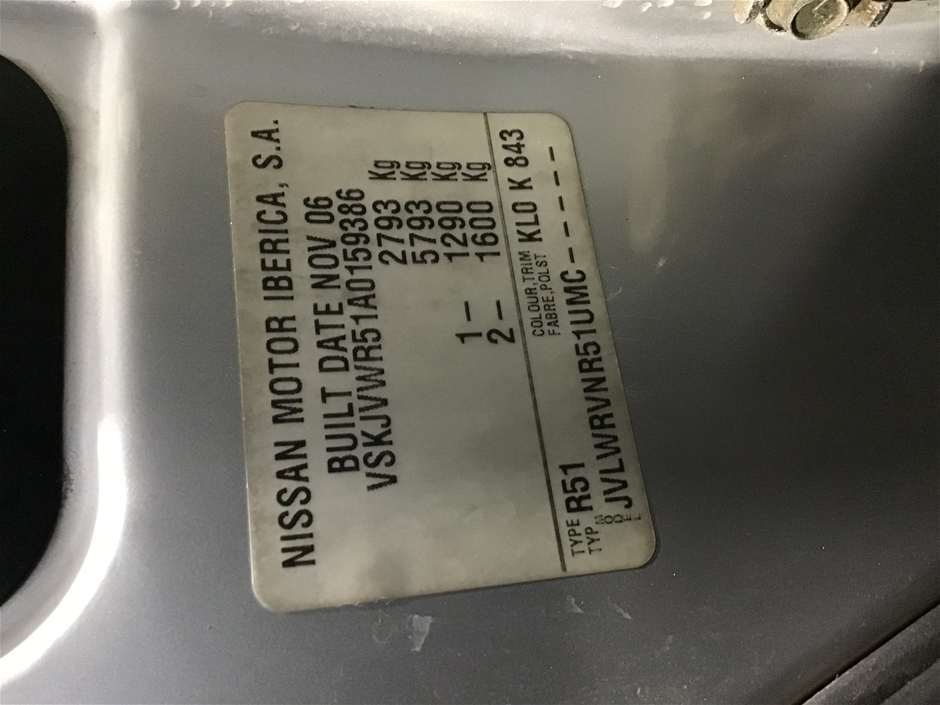 NISSAN MOTOR IBERICA, S.A.
BUILT DATE NOV 06
VSKJVWR51A0159386
2793 Kg
5793 Kg
1– 1290 Kg
2– 1600 Kg
COLOUR,TRIM
FABRE,POLST KL0 K 843
TYPE
TYP R51
MODEL JVLWRVNR51UMC–––––